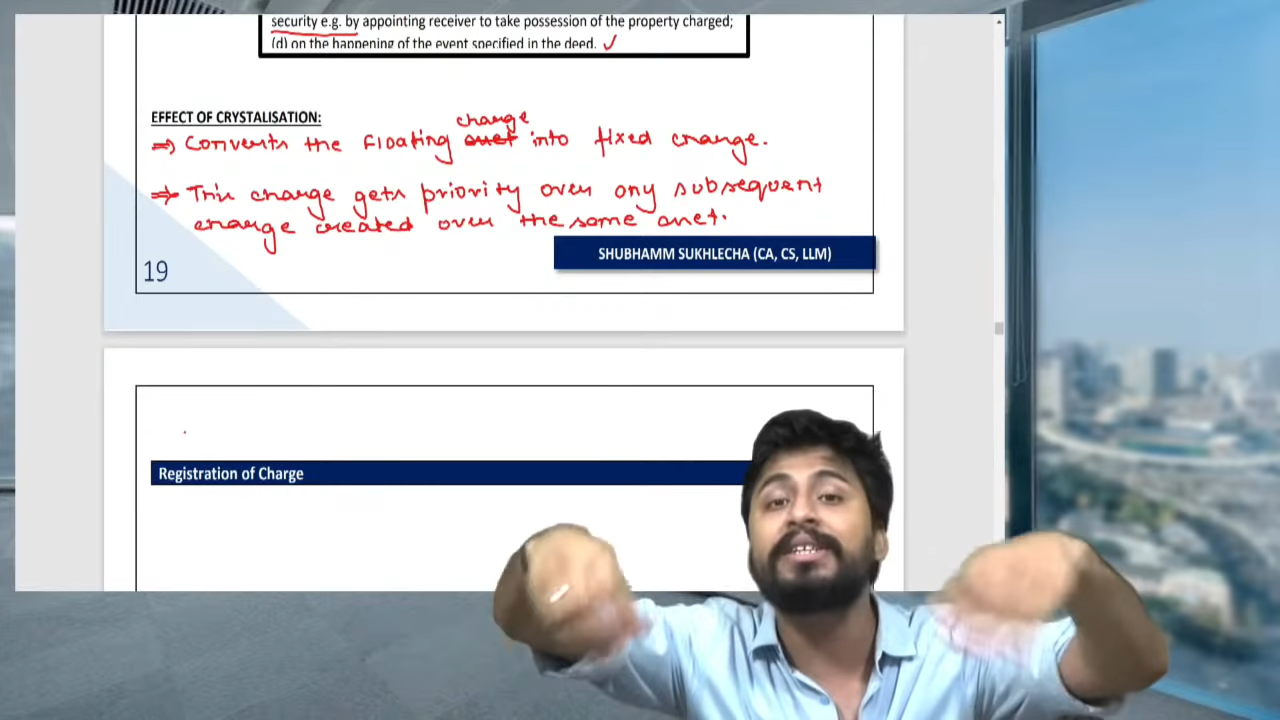 security e.g. by appointing receiver to take possession of the property charged;
(d) on the happening of the event specified in the deed. ✓
EFFECT OF CRYSTALISATION:
charge
⇒ Converts the Floating asset into fixed charge.
⇒ This charge gets priority over any subsequent
charge created over the same asset.
SHUBHAMM SUKHLECHA (CA, CS, LLM)
19
Registration of Charge